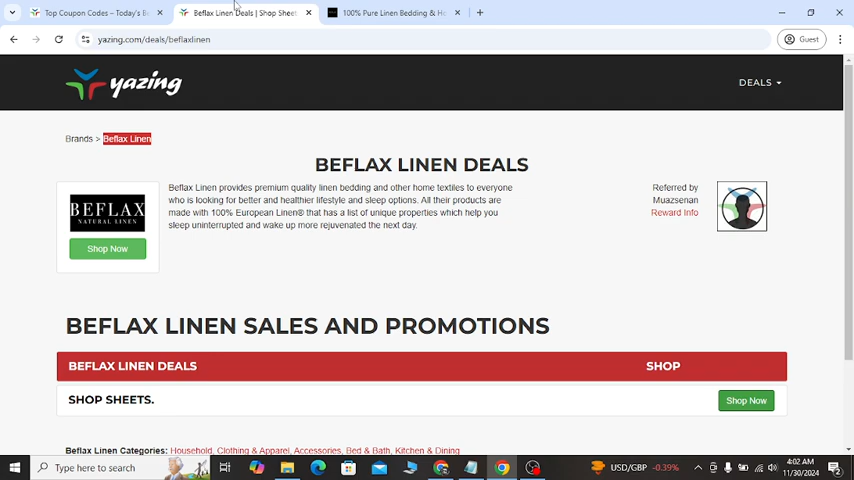 Top Coupon Codes – Today's Be
Beflax Linen Deals | Shop Sheets
100% Pure Linen Bedding & Ho
yazing.com/deals/beflaxlinen
Guest
yazing
DEALS
Brands > Beflax Linen
BEFLAX LINEN DEALS
BEFLAX
NATURAL LINEN
Shop Now
Beflax Linen provides premium quality linen bedding and other home textiles to everyone
who is looking for better and healthier lifestyle and sleep options. All their products are
made with 100% European Linen® that has a list of unique properties which help you
sleep uninterrupted and wake up more rejuvenated the next day.
Referred by
Muazsenan
Reward Info
BEFLAX LINEN SALES AND PROMOTIONS
BEFLAX LINEN DEALS SHOP
SHOP SHEETS. Shop Now
Beflax Linen Categories: Household, Clothing & Apparel, Accessories, Bed & Bath, Kitchen & Dining
Type here to search
USD/GBP -0.39%
4:02 AM
11/30/2024
2